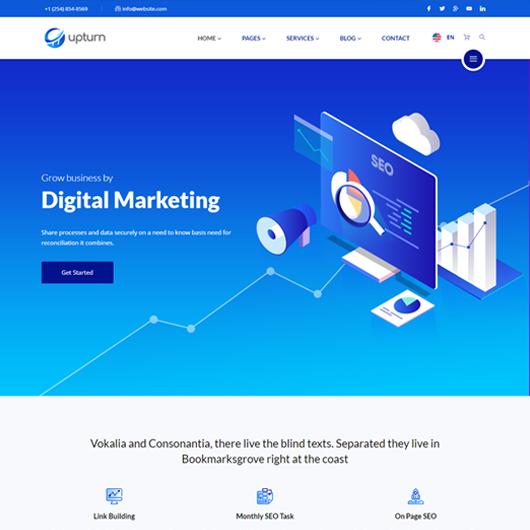 +1 (254) 854-8569
info@website.com
upturn
HOME
PAGES
SERVICES
BLOG
CONTACT
EN
Grow business by
Digital Marketing
Share processes and data securely on a need to know basis need for
reconciliation it combines.
Get Started
SEO
Vokalia and Consonantia, there live the blind texts. Separated they live in
Bookmarksgrove right at the coast
Link Building
Monthly SEO Task
On Page SEO